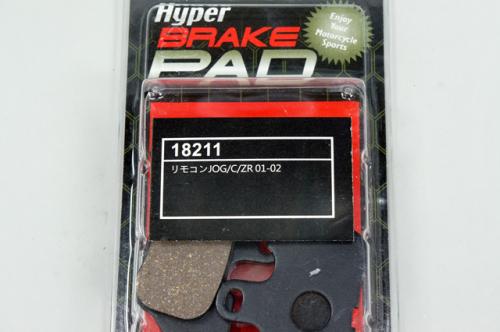 Hyper
BRAKE
PAD
Enjoy
Your
Motorcycle
Sports
18211
リモコンJOG/C/ZR 01-02